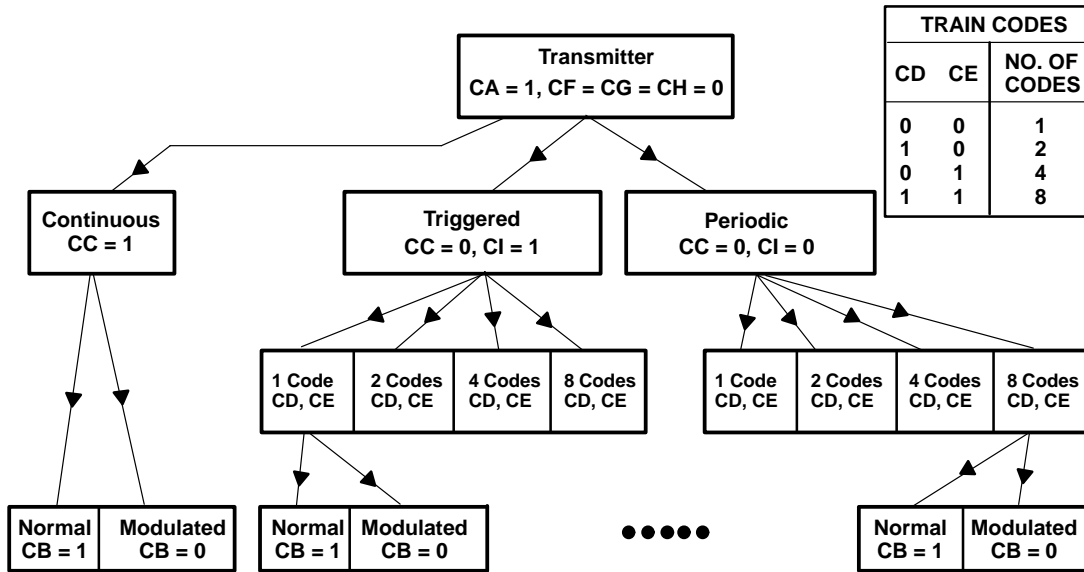 Transmitter
CA = 1, CF = CG = CH = 0
TRAIN CODES
CD CE NO. OF CODES
0 0 1
1 0 2
0 1 4
1 1 8
Continuous
CC = 1
Triggered
CC = 0, CI = 1
Periodic
CC = 0, CI = 0
1 Code
CD, CE
2 Codes
CD, CE
4 Codes
CD, CE
8 Codes
CD, CE
1 Code
CD, CE
2 Codes
CD, CE
4 Codes
CD, CE
8 Codes
CD, CE
Normal
CB = 1
Modulated
CB = 0
Normal
CB = 1
Modulated
CB = 0
Normal
CB = 1
Modulated
CB = 0